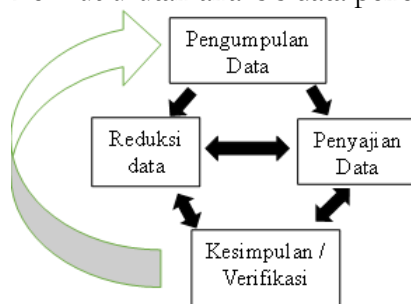 Pengumpulan
Data
Reduksi
data
Penyajian
Data
Kesimpulan /
Verifikasi